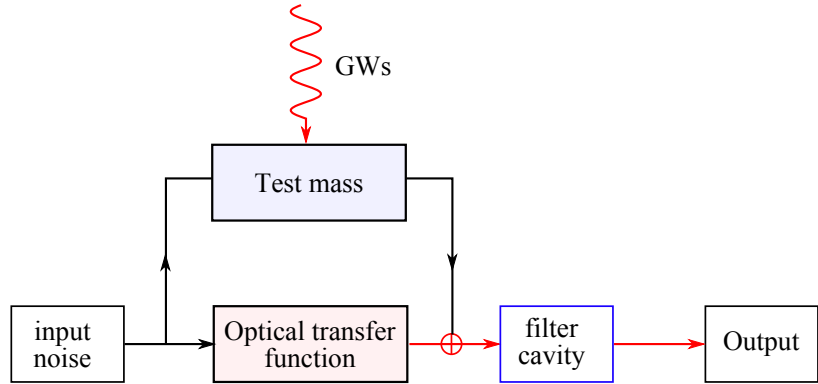 GWs
Test mass
input
noise
Optical transfer
function
filter
cavity
Output